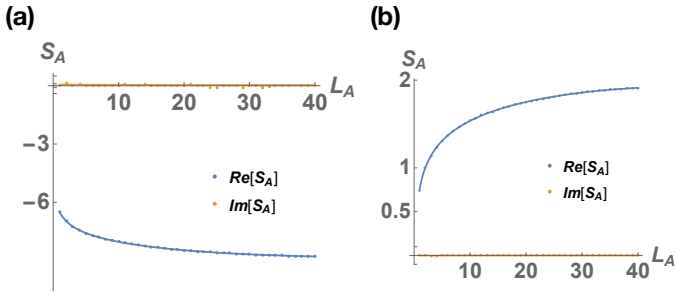 (a)
S_A
10 20 30 40 L_A
−3
−6
Re[S_A]
Im[S_A]
(b)
S_A
2
1
0.5
Re[S_A]
Im[S_A]
10 20 30 40 L_A